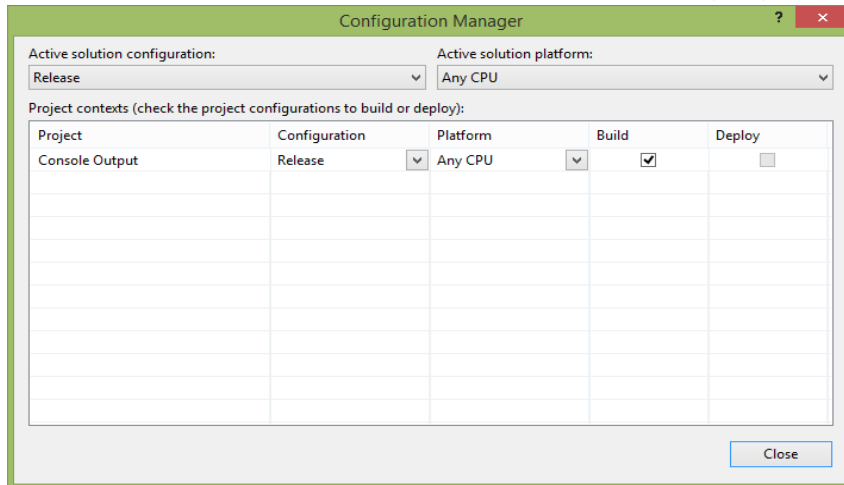 Configuration Manager
?
Active solution configuration:
Active solution platform:
Release
Any CPU
Project contexts (check the project configurations to build or deploy):
Project Configuration Platform Build Deploy
Console Output Release Any CPU
Close